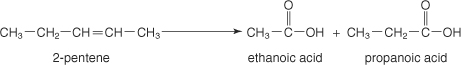 O O
CH₃—CH₂—CH=CH—CH₃ ⟶ CH₃—C—OH + CH₃—CH₂—C—OH
2-pentene ethanoic acid propanoic acid